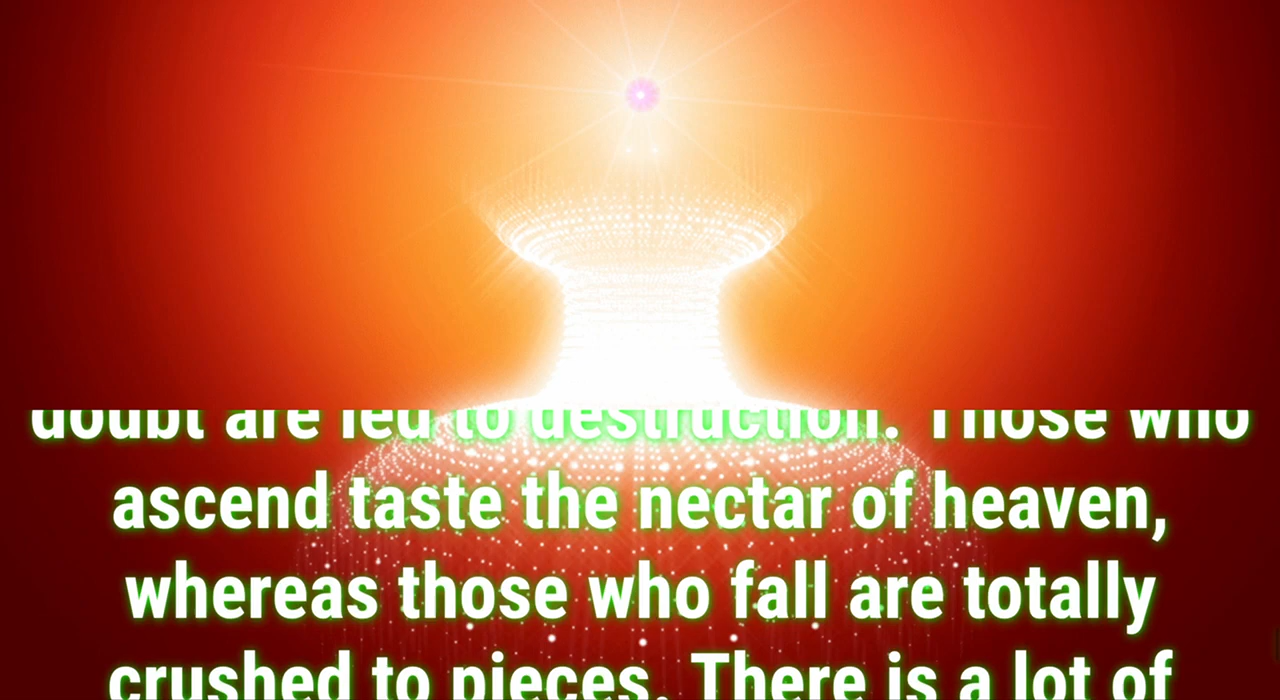 doubt are led to destruction. Those who
ascend taste the nectar of heaven,
whereas those who fall are totally
crushed to pieces. There is a lot of